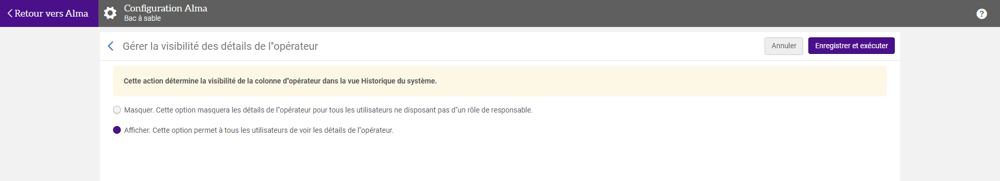 Retour vers Alma
Configuration Alma
Bac à sable
?
Gérer la visibilité des détails de l''opérateur
Annuler
Enregistrer et exécuter
Cette action détermine la visibilité de la colonne d''opérateur dans la vue Historique du système.
Masquer. Cette option masquera les détails de l''opérateur pour tous les utilisateurs ne disposant pas d''un rôle de responsable.
Afficher. Cette option permet à tous les utilisateurs de voir les détails de l''opérateur.